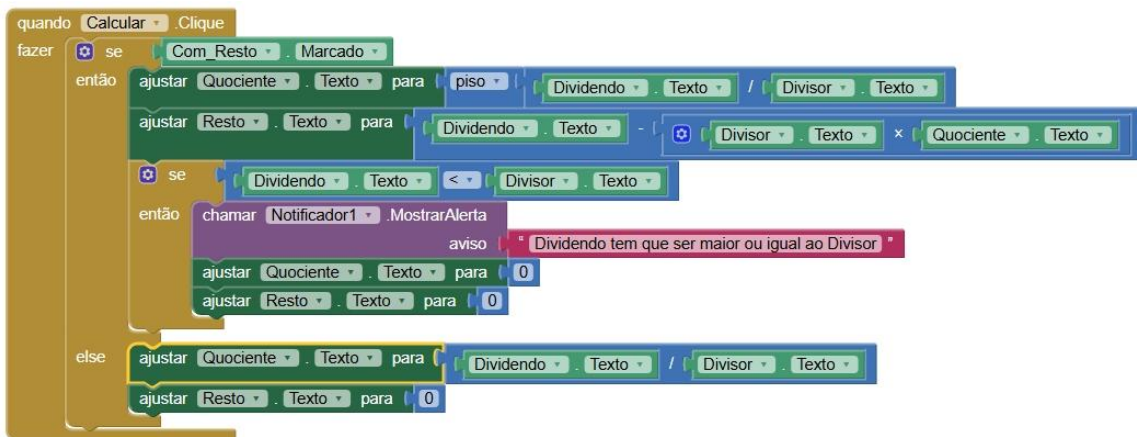 quando Calcular .Clique
fazer se Com_Resto . Marcado
então ajustar Quociente . Texto para piso Dividendo . Texto / Divisor . Texto
ajustar Resto . Texto para Dividendo . Texto - Divisor . Texto × Quociente . Texto
se Dividendo . Texto < Divisor . Texto
então chamar Notificador1 .MostrarAlerta
aviso " Dividendo tem que ser maior ou igual ao Divisor "
ajustar Quociente . Texto para 0
ajustar Resto . Texto para 0
else ajustar Quociente . Texto para Dividendo . Texto / Divisor . Texto
ajustar Resto . Texto para 0